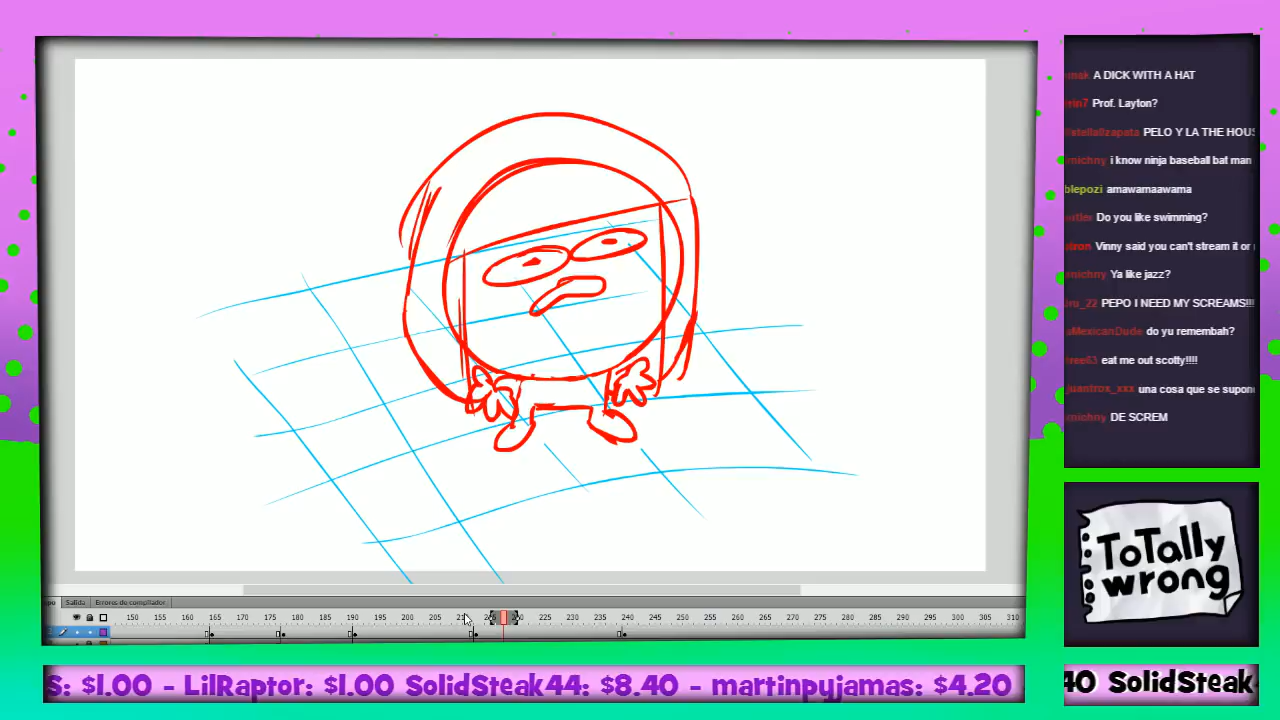 A DICK WITH A HAT
Prof. Layton?
PELO Y LA THE HOUS
i know ninja baseball bat man
blepozi amawamaawama
Do you like swimming?
Vinny said you can't stream it or
Ya like jazz?
PEPO I NEED MY SCREAMS!!!!
aMexicanDude do yu remembah?
eat me out scotty!!!!
juantrox_xxx una cosa que se supon
DE SCREM
ToTally
wrong
Salida Errores de compilador
150 155 160 165 170 175 180 185 190 195 200 205 225 230 235 240 245 250 255 260 265 270 275 280 285 290 295 300 305 310
S: $1.00 - LilRaptor: $1.00 SolidSteak44: $8.40 - martinpyjamas: $4.20
40 SolidSteak